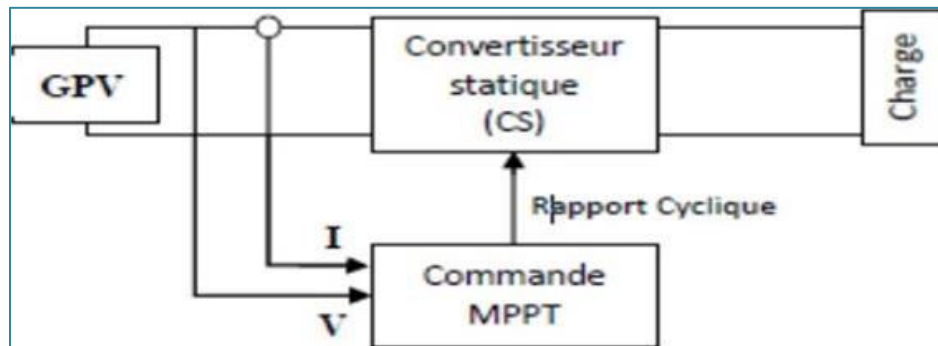 GPV
Convertisseur
statique
(CS)
Charge
Rapport Cyclique
I
V
Commande
MPPT